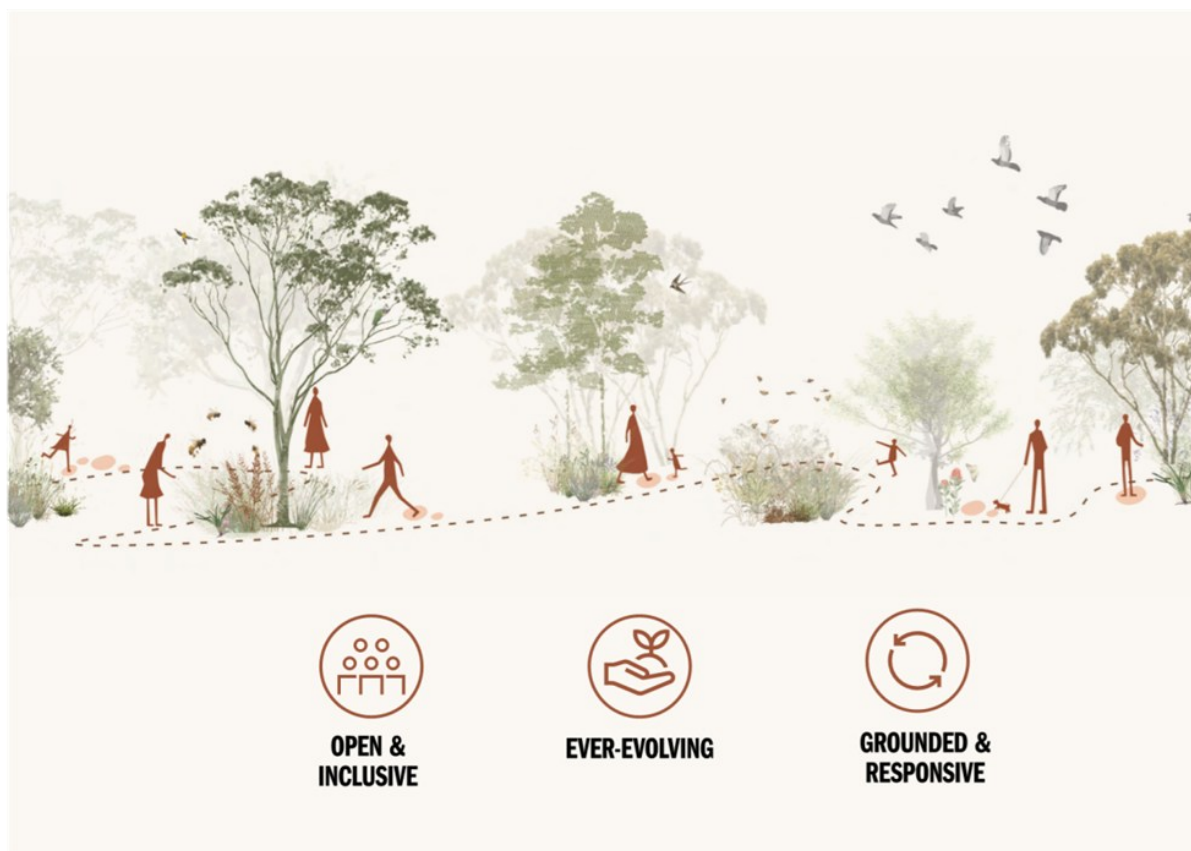 OPEN &
INCLUSIVE
EVER-EVOLVING
GROUNDED &
RESPONSIVE